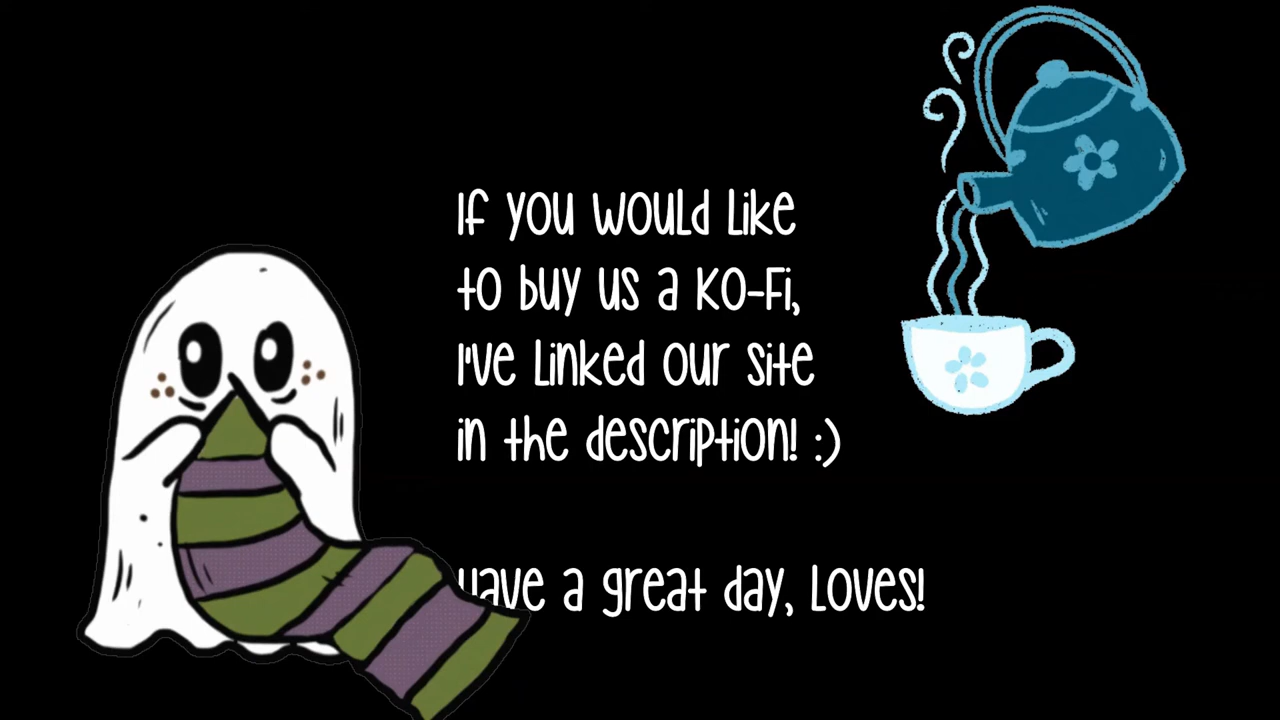 If you would like
to buy us a Ko-Fi,
I've linked our site
in the description! :)
Have a great day, Loves!